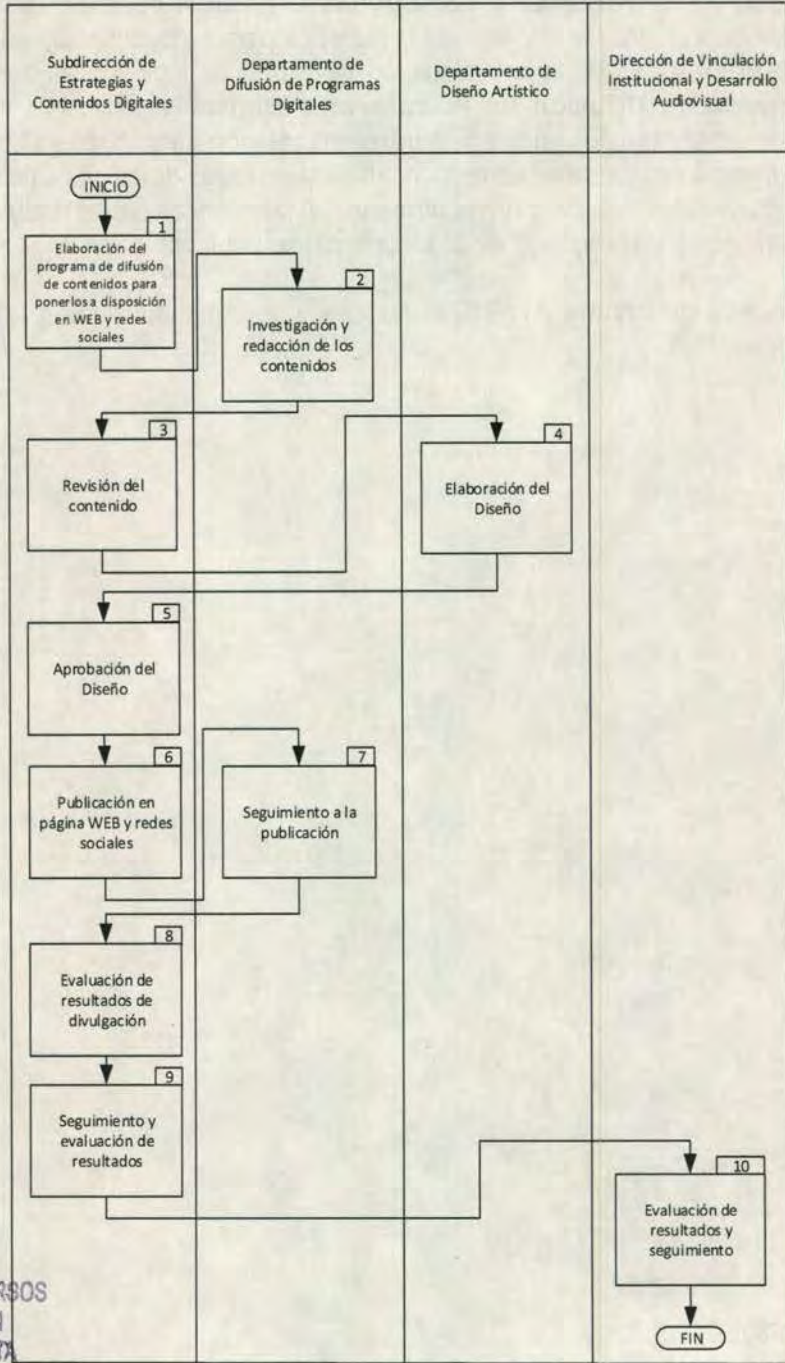 Subdirección de
Estrategias y
Contenidos Digitales
Departamento de
Difusión de Programas
Digitales
Departamento de
Diseño Artístico
Dirección de Vinculación
Institucional y Desarrollo
Audiovisual
INICIO
1
Elaboración del
programa de difusión
de contenidos para
ponerlos a disposición
en WEB y redes
sociales
2
Investigación y
redacción de los
contenidos
3
Revisión del
contenido
4
Elaboración del
Diseño
5
Aprobación del
Diseño
6
Publicación en
página WEB y redes
sociales
7
Seguimiento a la
publicación
8
Evaluación de
resultados de
divulgación
9
Seguimiento y
evaluación de
resultados
10
Evaluación de
resultados y
seguimiento
FIN